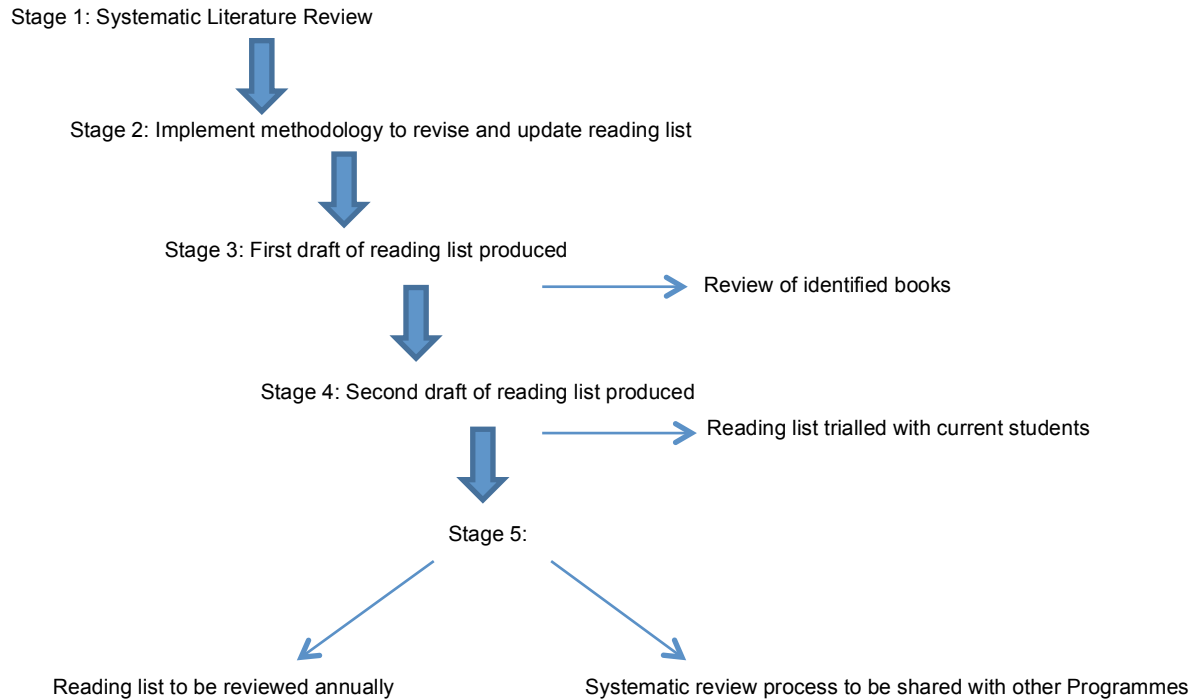 Stage 1: Systematic Literature Review
Stage 2: Implement methodology to revise and update reading list
Stage 3: First draft of reading list produced
Review of identified books
Stage 4: Second draft of reading list produced
Reading list trialled with current students
Stage 5:
Reading list to be reviewed annually
Systematic review process to be shared with other Programmes